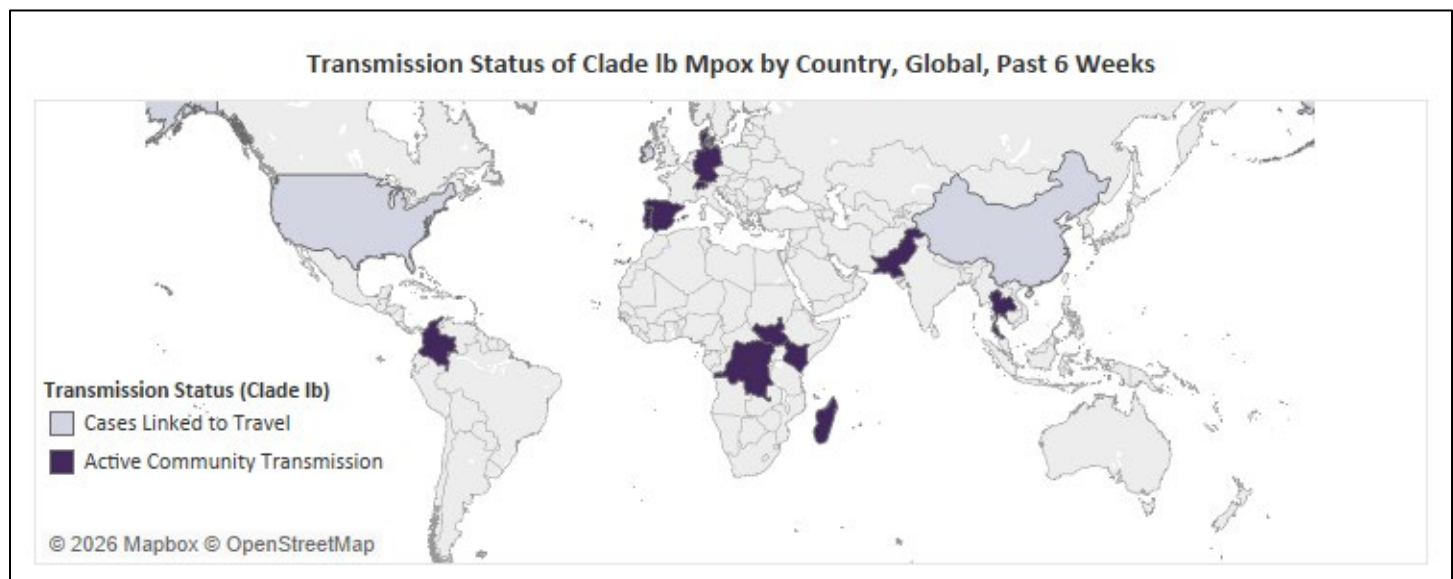 Transmission Status of Clade lb Mpox by Country, Global, Past 6 Weeks
Transmission Status (Clade lb)
Cases Linked to Travel
Active Community Transmission
© 2026 Mapbox © OpenStreetMap